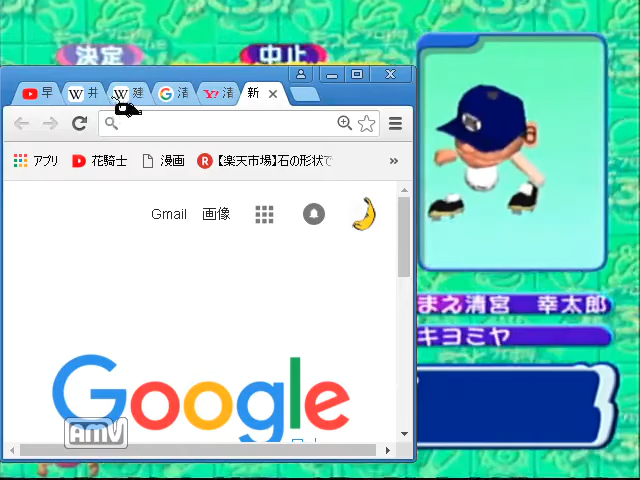 決定 中止
早 井 建 清 清 新
アプリ 花騎士 漫画 【楽天市場】石の形状で »
Gmail 画像
Google
AMV
まえ清宮 幸太郎
キヨミヤ